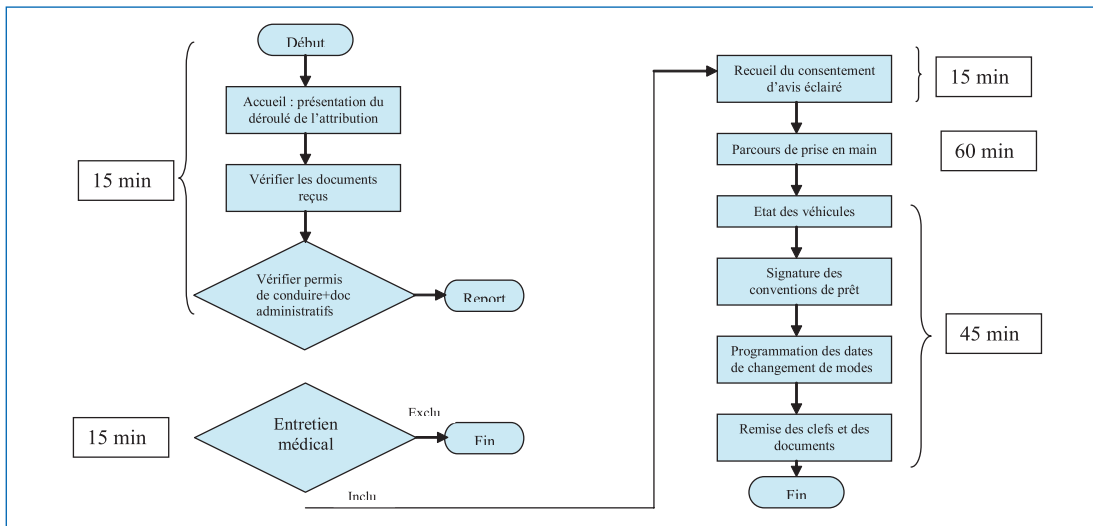 Début
Accueil : présentation du
déroulé de l’attribution
15 min
Vérifier les documents
reçus
Vérifier permis
de conduire+doc
administratifs
Report
15 min
Entretien
médical
Exclu
Fin
Inclu
Recueil du consentement
d’avis éclairé
15 min
Parcours de prise en main
60 min
Etat des véhicules
Signature des
conventions de prêt
45 min
Programmation des dates
de changement de modes
Remise des clefs et des
documents
Fin